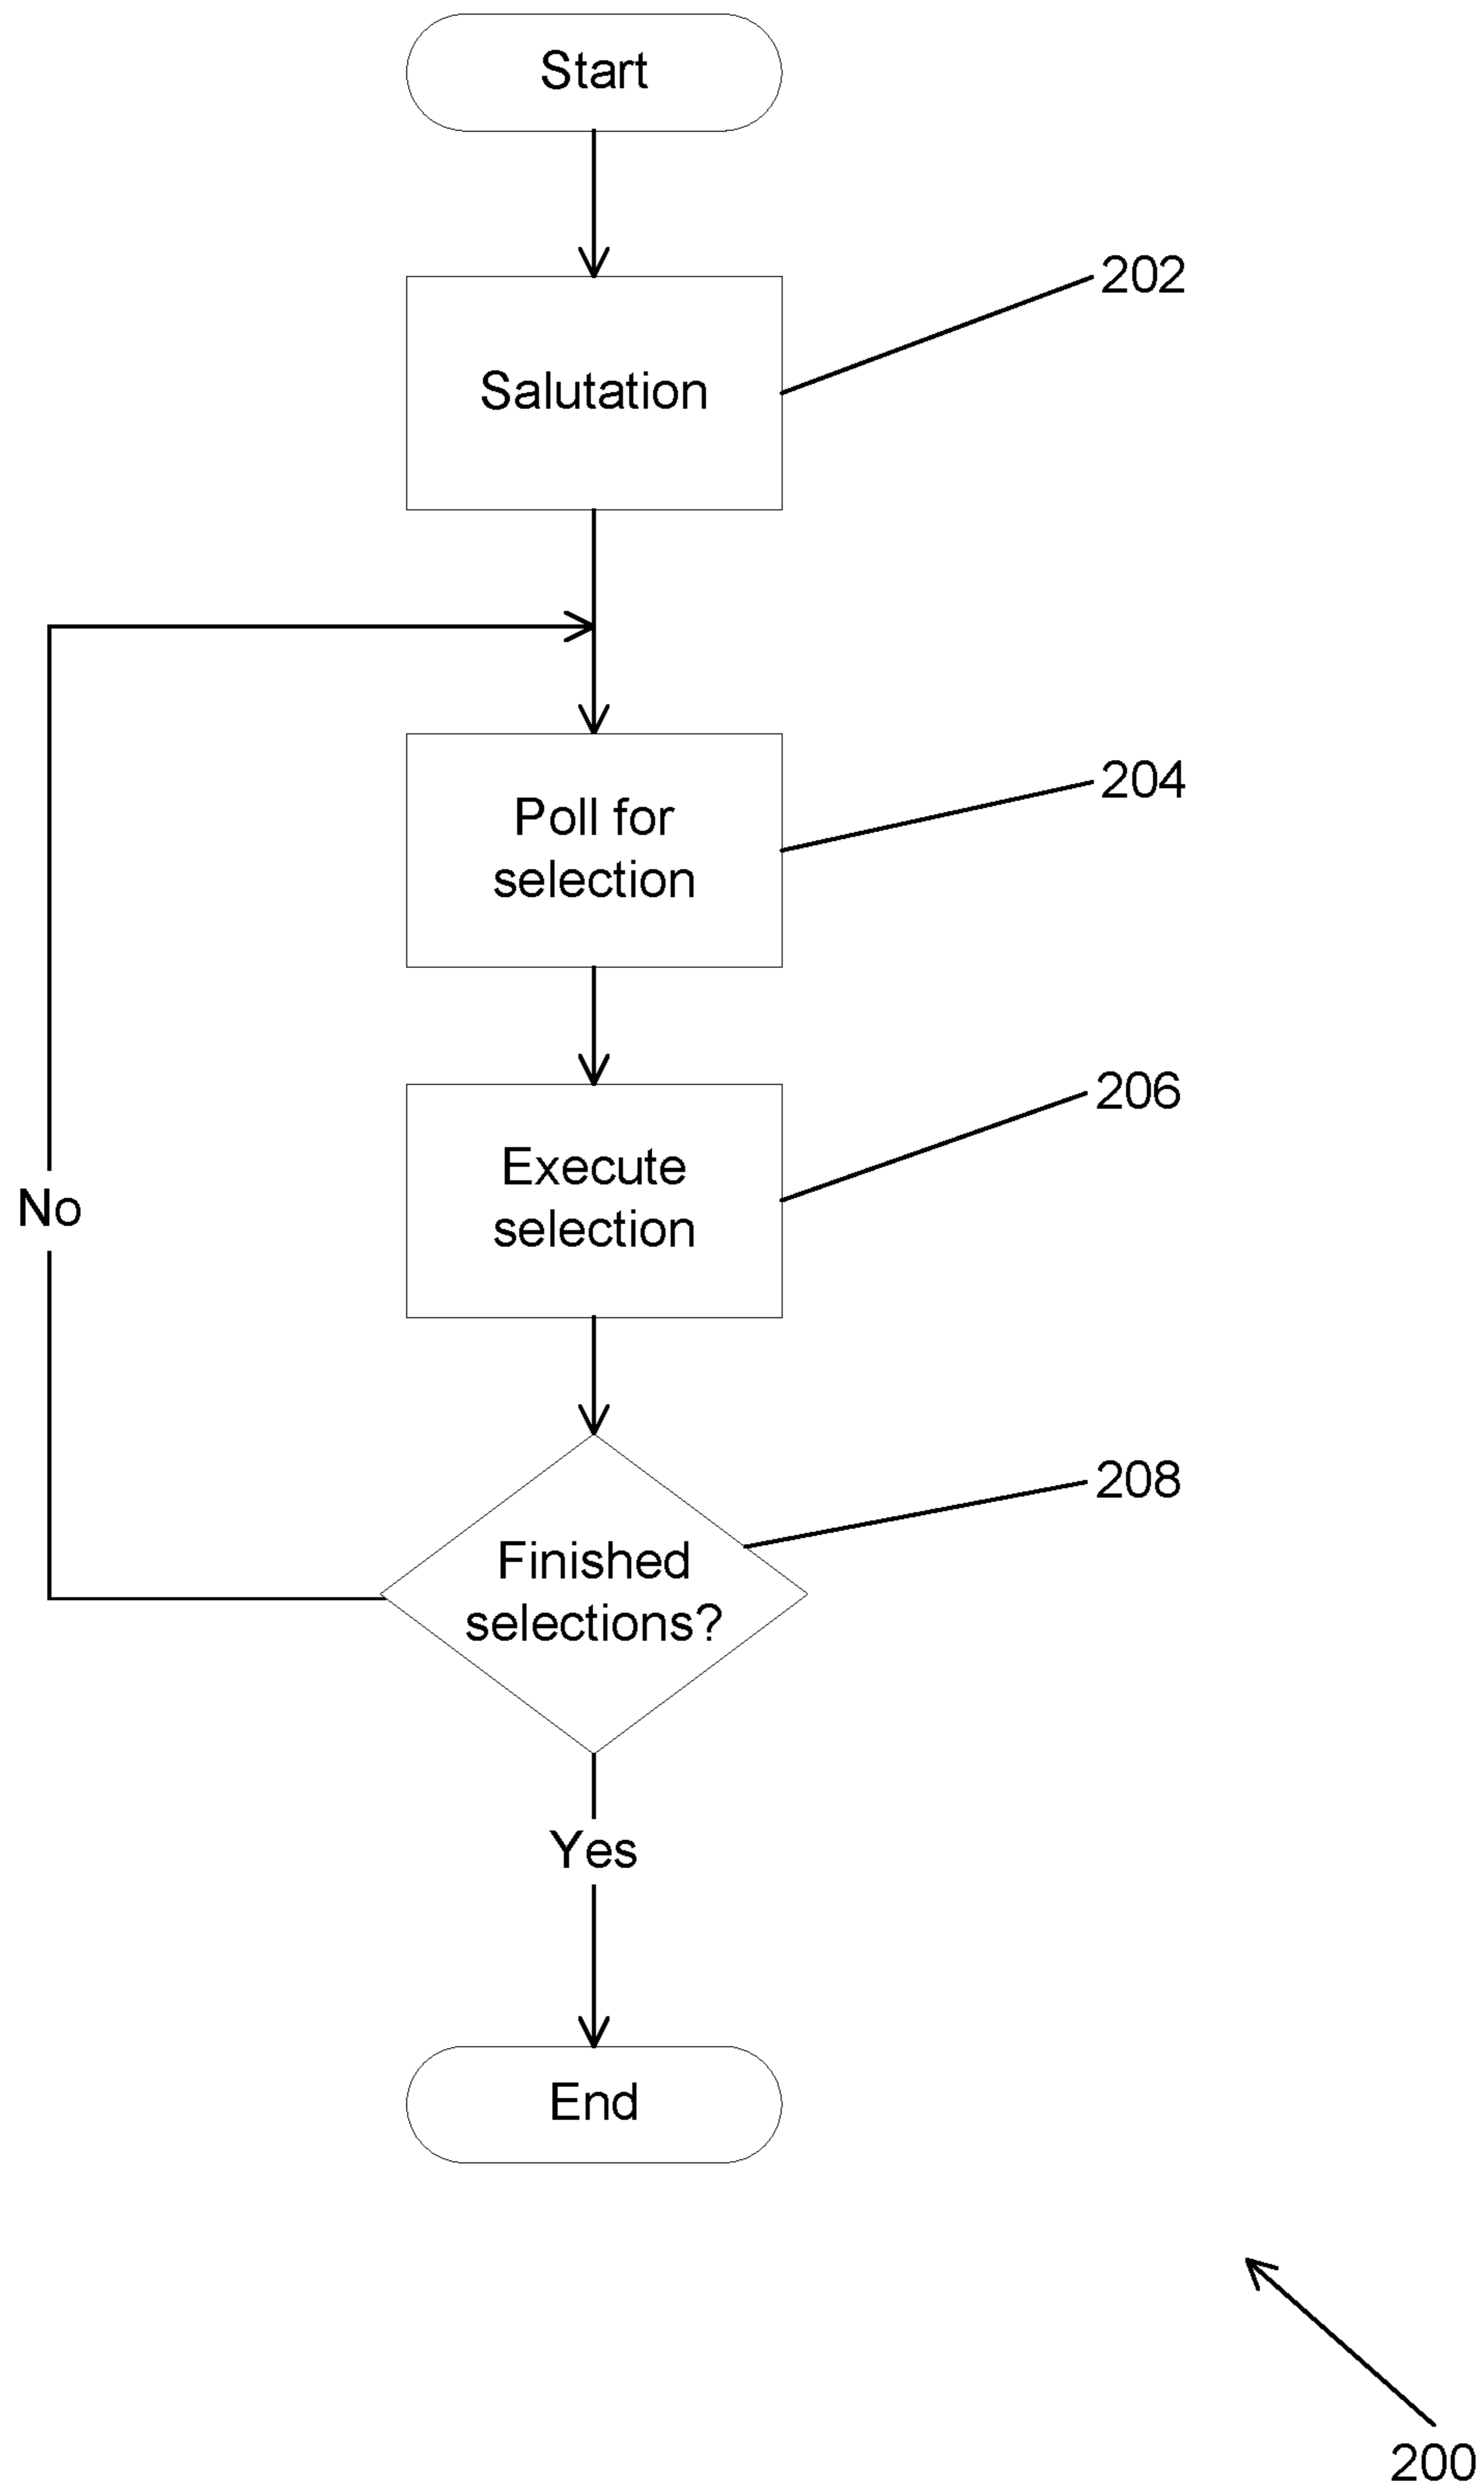 Start
202
Salutation
204
Poll for
selection
206
Execute
selection
No
208
Finished
selections?
Yes
End
200